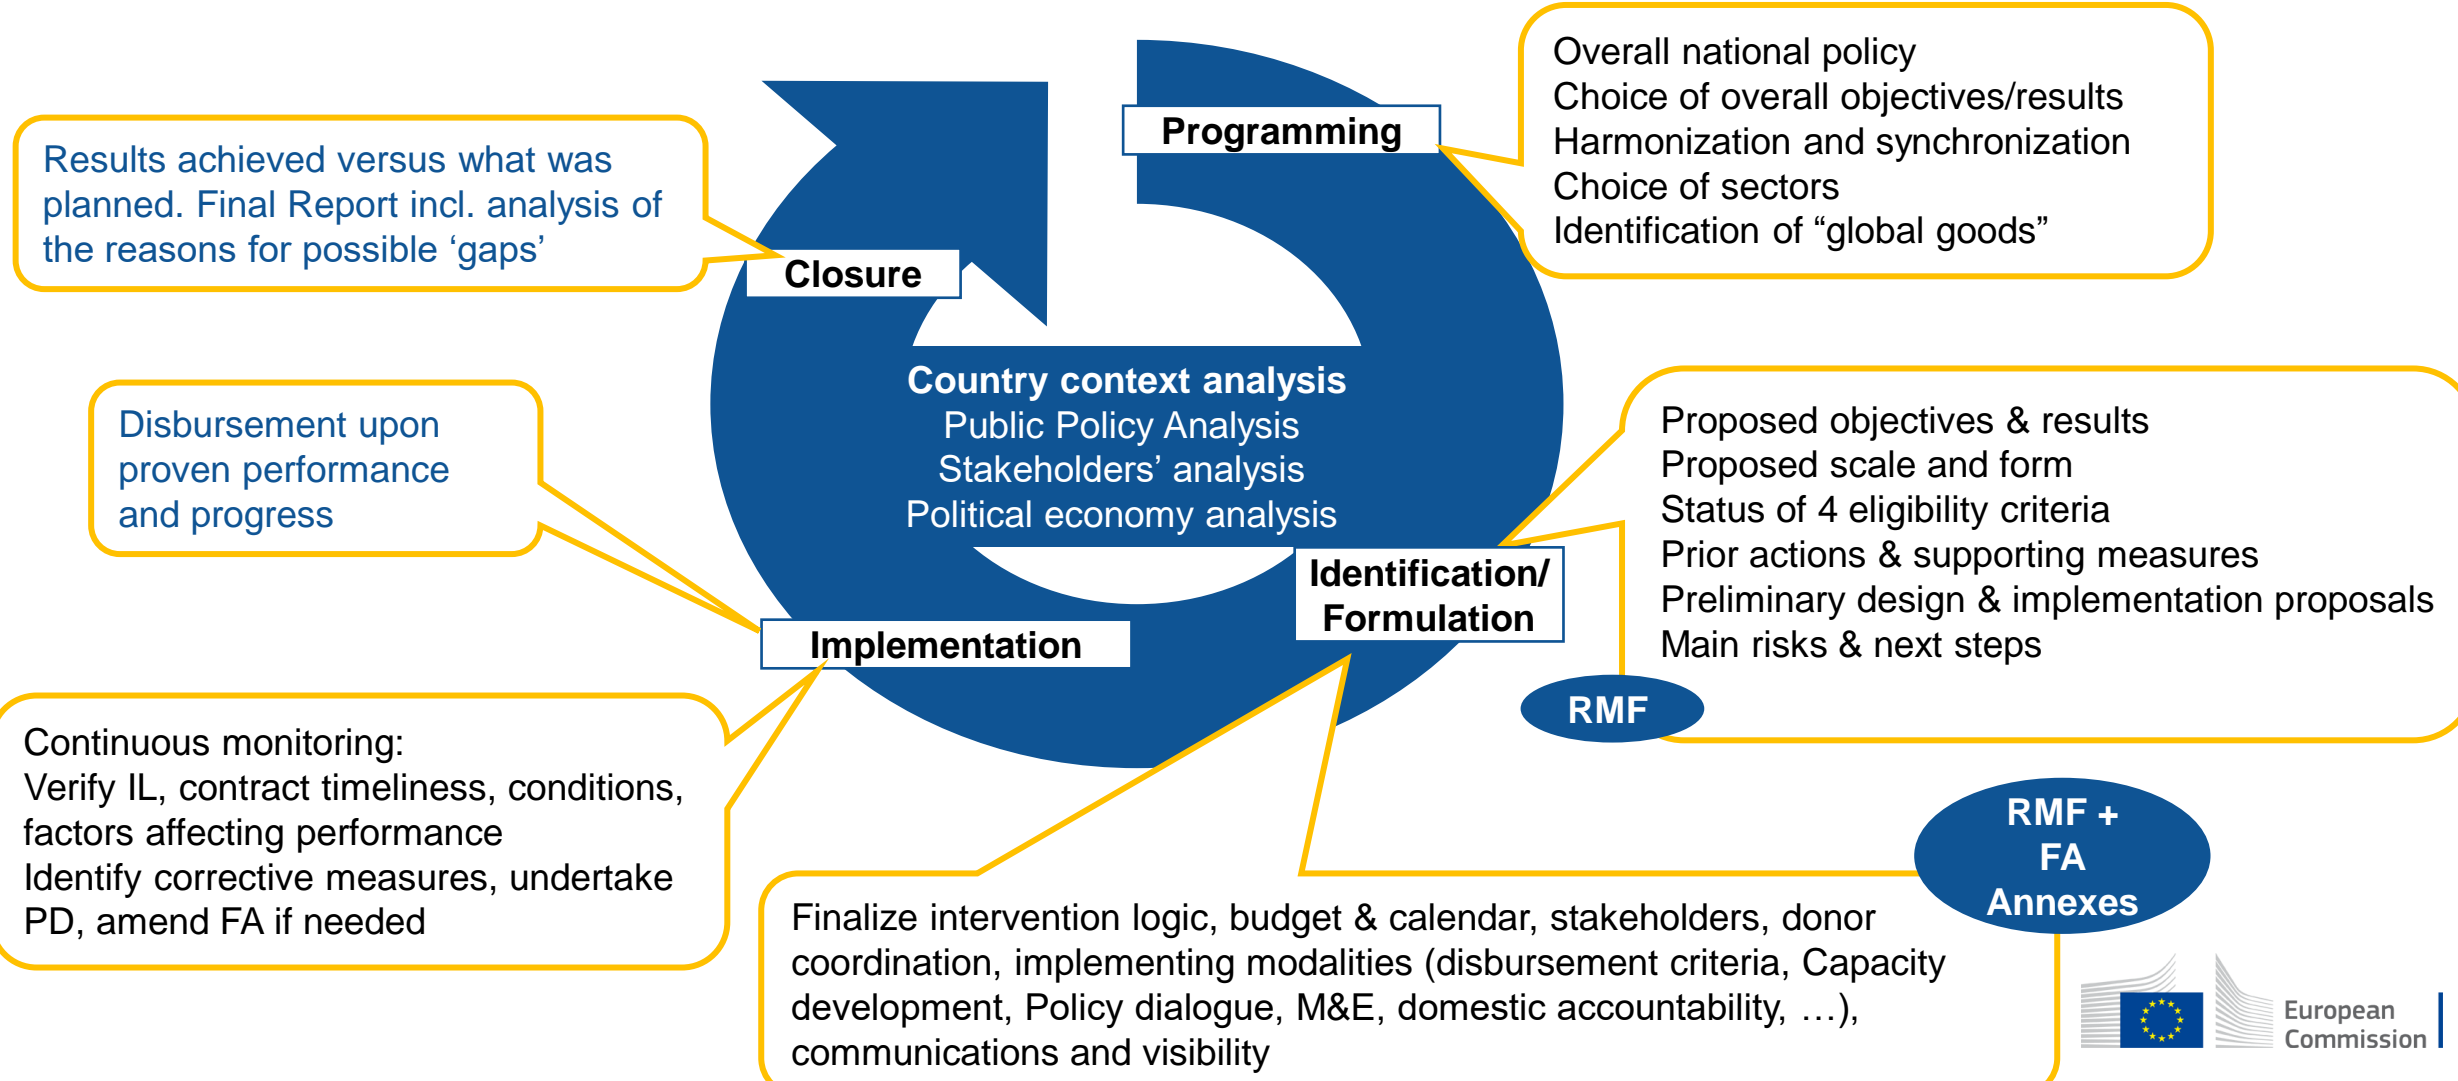 Programming
Overall national policy
Choice of overall objectives/results
Harmonization and synchronization
Choice of sectors
Identification of “global goods”
Results achieved versus what was
planned. Final Report incl. analysis of
the reasons for possible ‘gaps’
Closure
Country context analysis
Public Policy Analysis
Stakeholders’ analysis
Political economy analysis
Disbursement upon
proven performance
and progress
Proposed objectives & results
Proposed scale and form
Status of 4 eligibility criteria
Prior actions & supporting measures
Preliminary design & implementation proposals
Main risks & next steps
Identification/
Formulation
Implementation
RMF
Continuous monitoring:
Verify IL, contract timeliness, conditions,
factors affecting performance
Identify corrective measures, undertake
PD, amend FA if needed
RMF +
FA
Annexes
Finalize intervention logic, budget & calendar, stakeholders, donor
coordination, implementing modalities (disbursement criteria, Capacity
development, Policy dialogue, M&E, domestic accountability, …),
communications and visibility
European
Commission